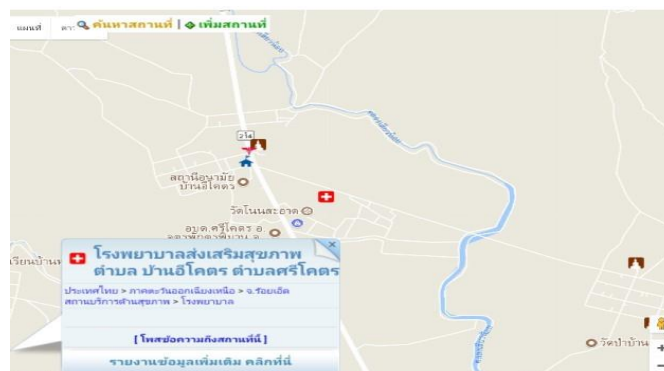 แผนที่
ค้นหาสถานที่ | เพิ่มสถานที่
214
สถานีอนามัย
บ้านอีโคตร
วัดโนนสะอาด
อบต.ศรีโคตร อ.
โรงพยาบาลส่งเสริมสุขภาพ
ตำบล บ้านอีโคตร ตำบลศรีโคตร
ประเทศไทย > ภาคตะวันออกเฉียงเหนือ > จ.ร้อยเอ็ด
สถานบริการด้านสุขภาพ > โรงพยาบาล
[ โพสข้อความถึงสถานที่นี้ ]
รายงานข้อมูลเพิ่มเติม คลิกที่นี่
วัดป่าบ้าน